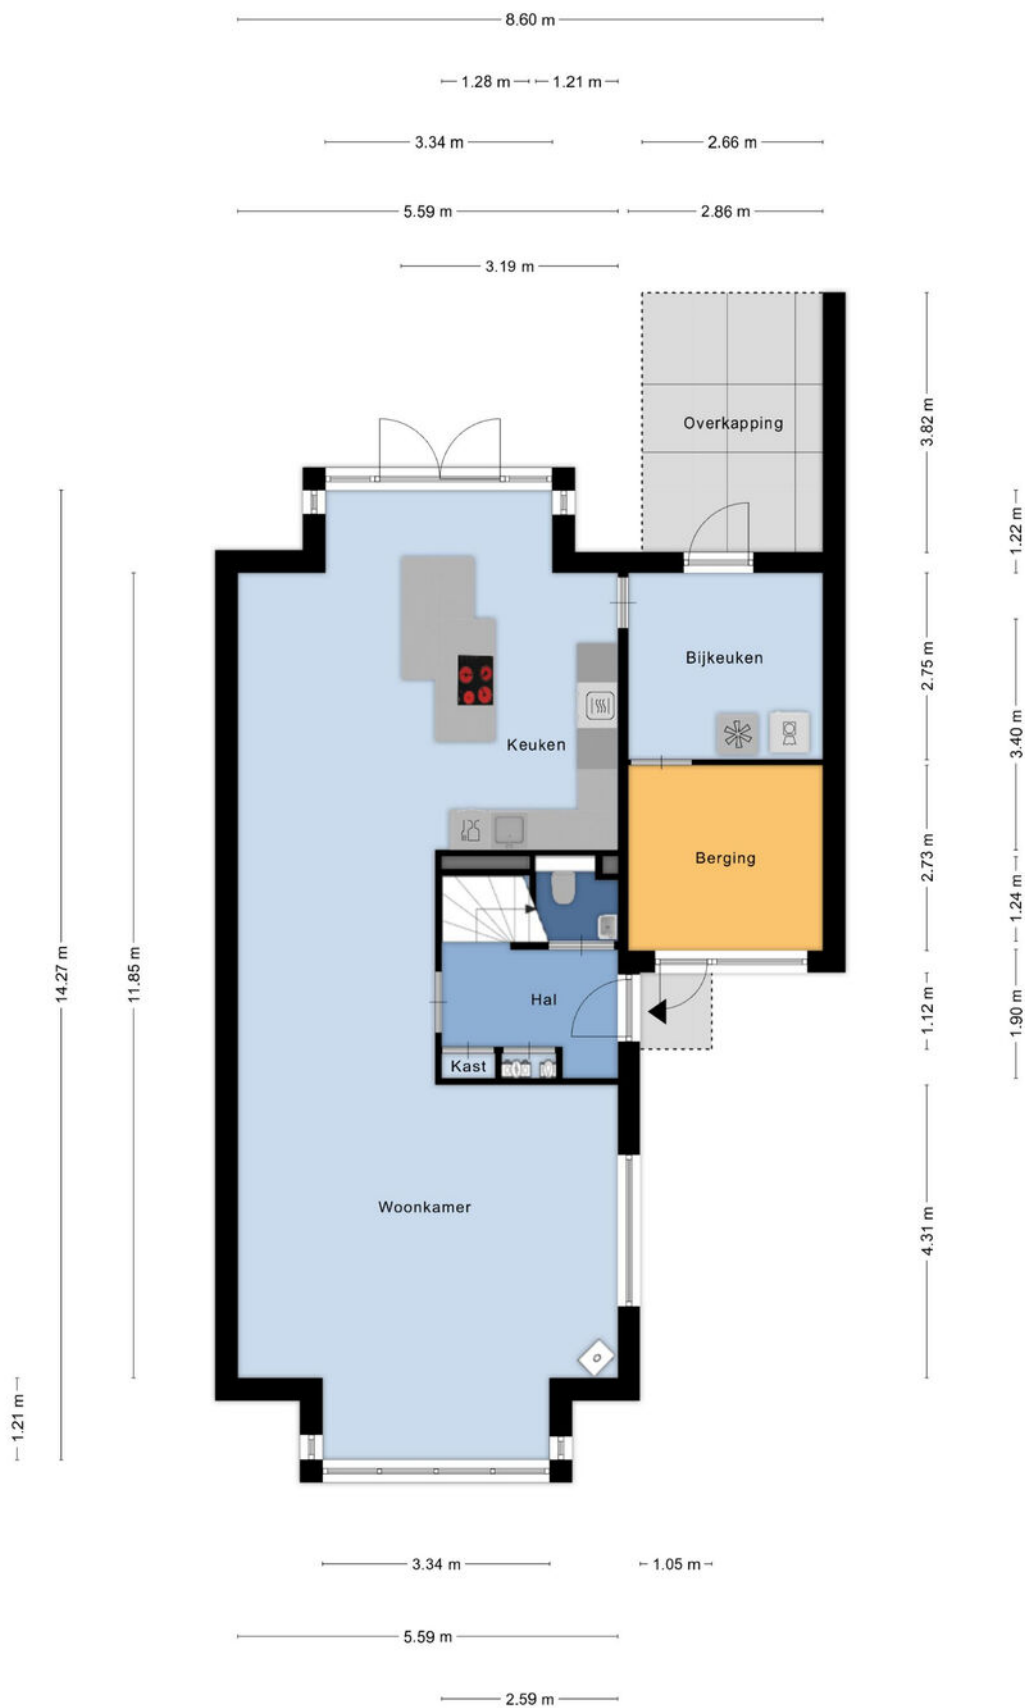 8.60 m
1.28 m
1.21 m
3.34 m
2.66 m
5.59 m
2.86 m
3.19 m
Overkapping
3.82 m
1.22 m
Bijkeuken
2.75 m
3.40 m
Keuken
Berging
2.73 m
1.24 m
14.27 m
11.85 m
Hal
1.12 m
1.90 m
Kast
Woonkamer
4.31 m
1.21 m
3.34 m
1.05 m
5.59 m
2.59 m